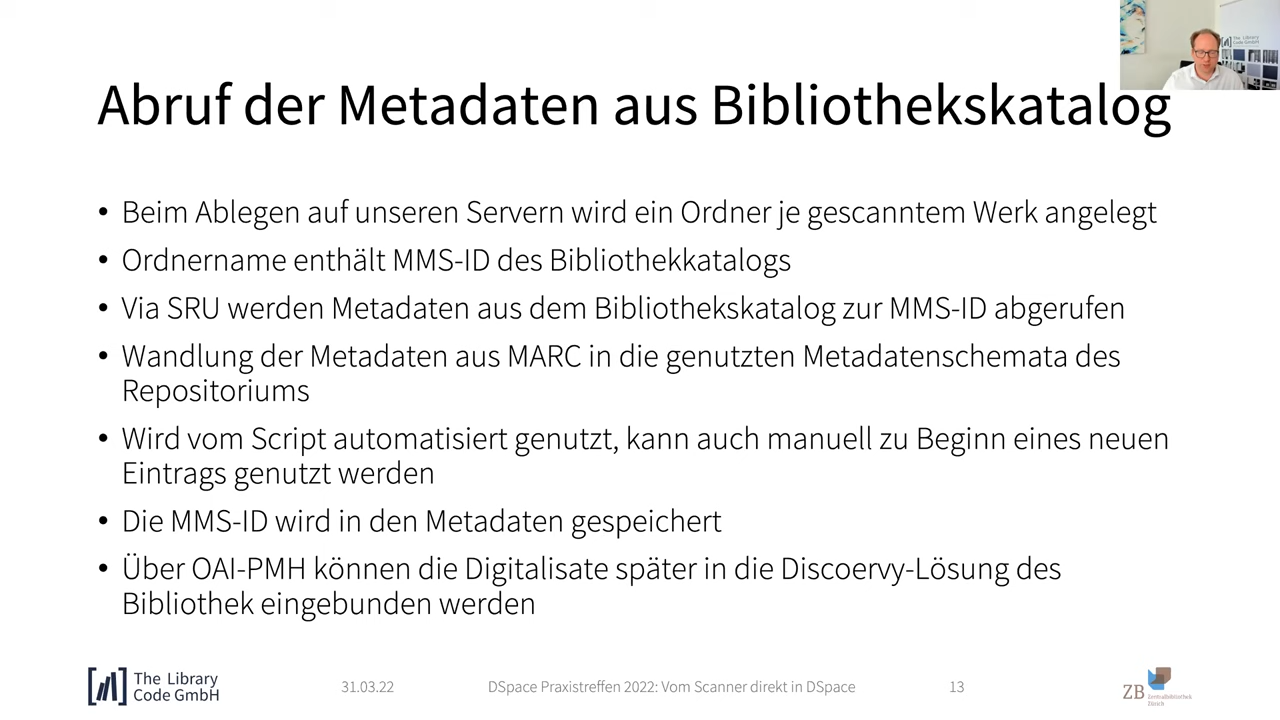 The Library
Code GmbH
Abruf der Metadaten aus Bibliothekskatalog
• Beim Ablegen auf unseren Servern wird ein Ordner je gescanntem Werk angelegt
• Ordnername enthält MMS-ID des Bibliothekkatalogs
• Via SRU werden Metadaten aus dem Bibliothekskatalog zur MMS-ID abgerufen
• Wandlung der Metadaten aus MARC in die genutzten Metadatenschemata des
Repositoriums
• Wird vom Script automatisiert genutzt, kann auch manuell zu Beginn eines neuen
Eintrags genutzt werden
• Die MMS-ID wird in den Metadaten gespeichert
• Über OAI-PMH können die Digitalisate später in die Discoervy-Lösung des
Bibliothek eingebunden werden
The Library
Code GmbH
31.03.22
DSpace Praxistreffen 2022: Vom Scanner direkt in DSpace
13
ZB Zentralbibliothek
Zürich